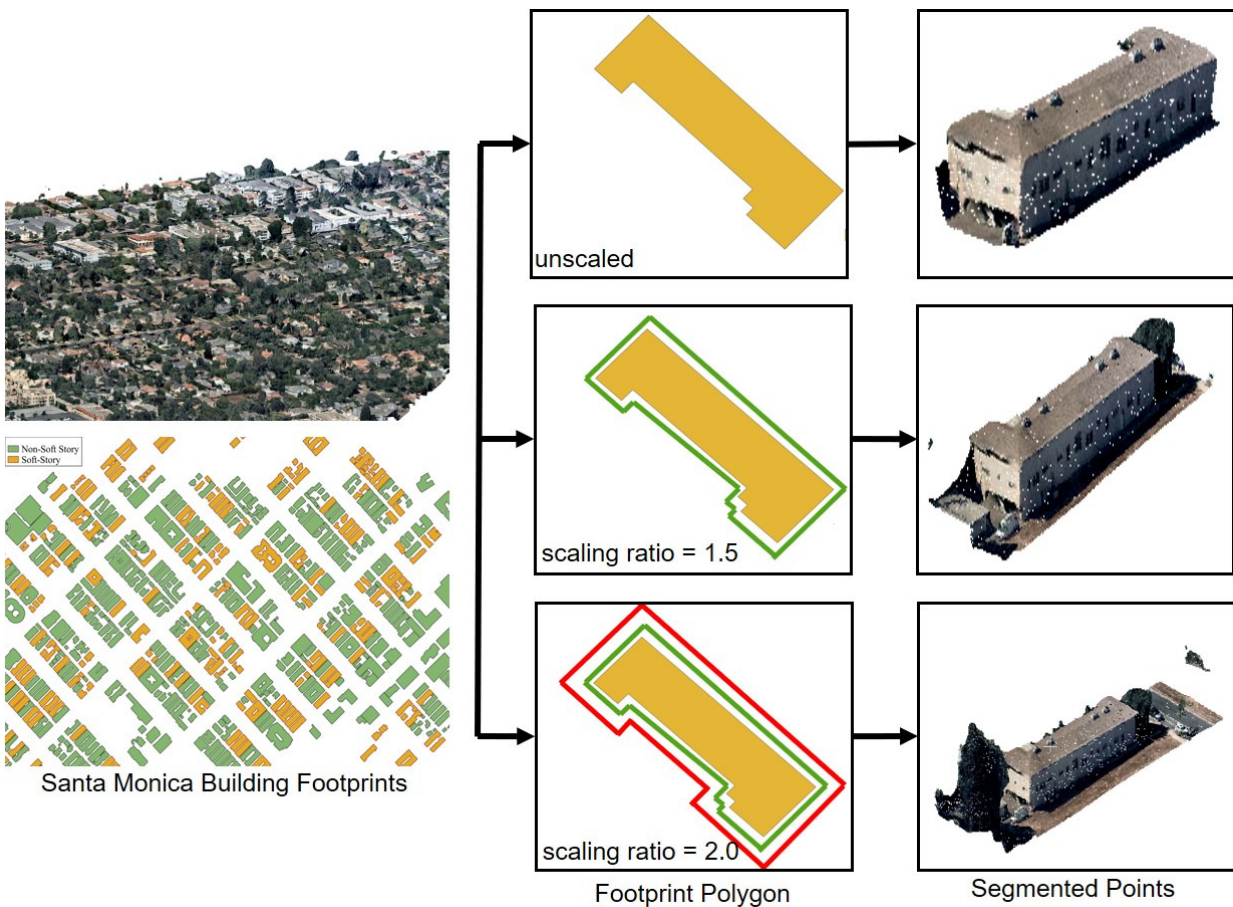 Non-Soft Story
Soft-Story
Santa Monica Building Footprints
unscaled
scaling ratio = 1.5
scaling ratio = 2.0
Footprint Polygon
Segmented Points